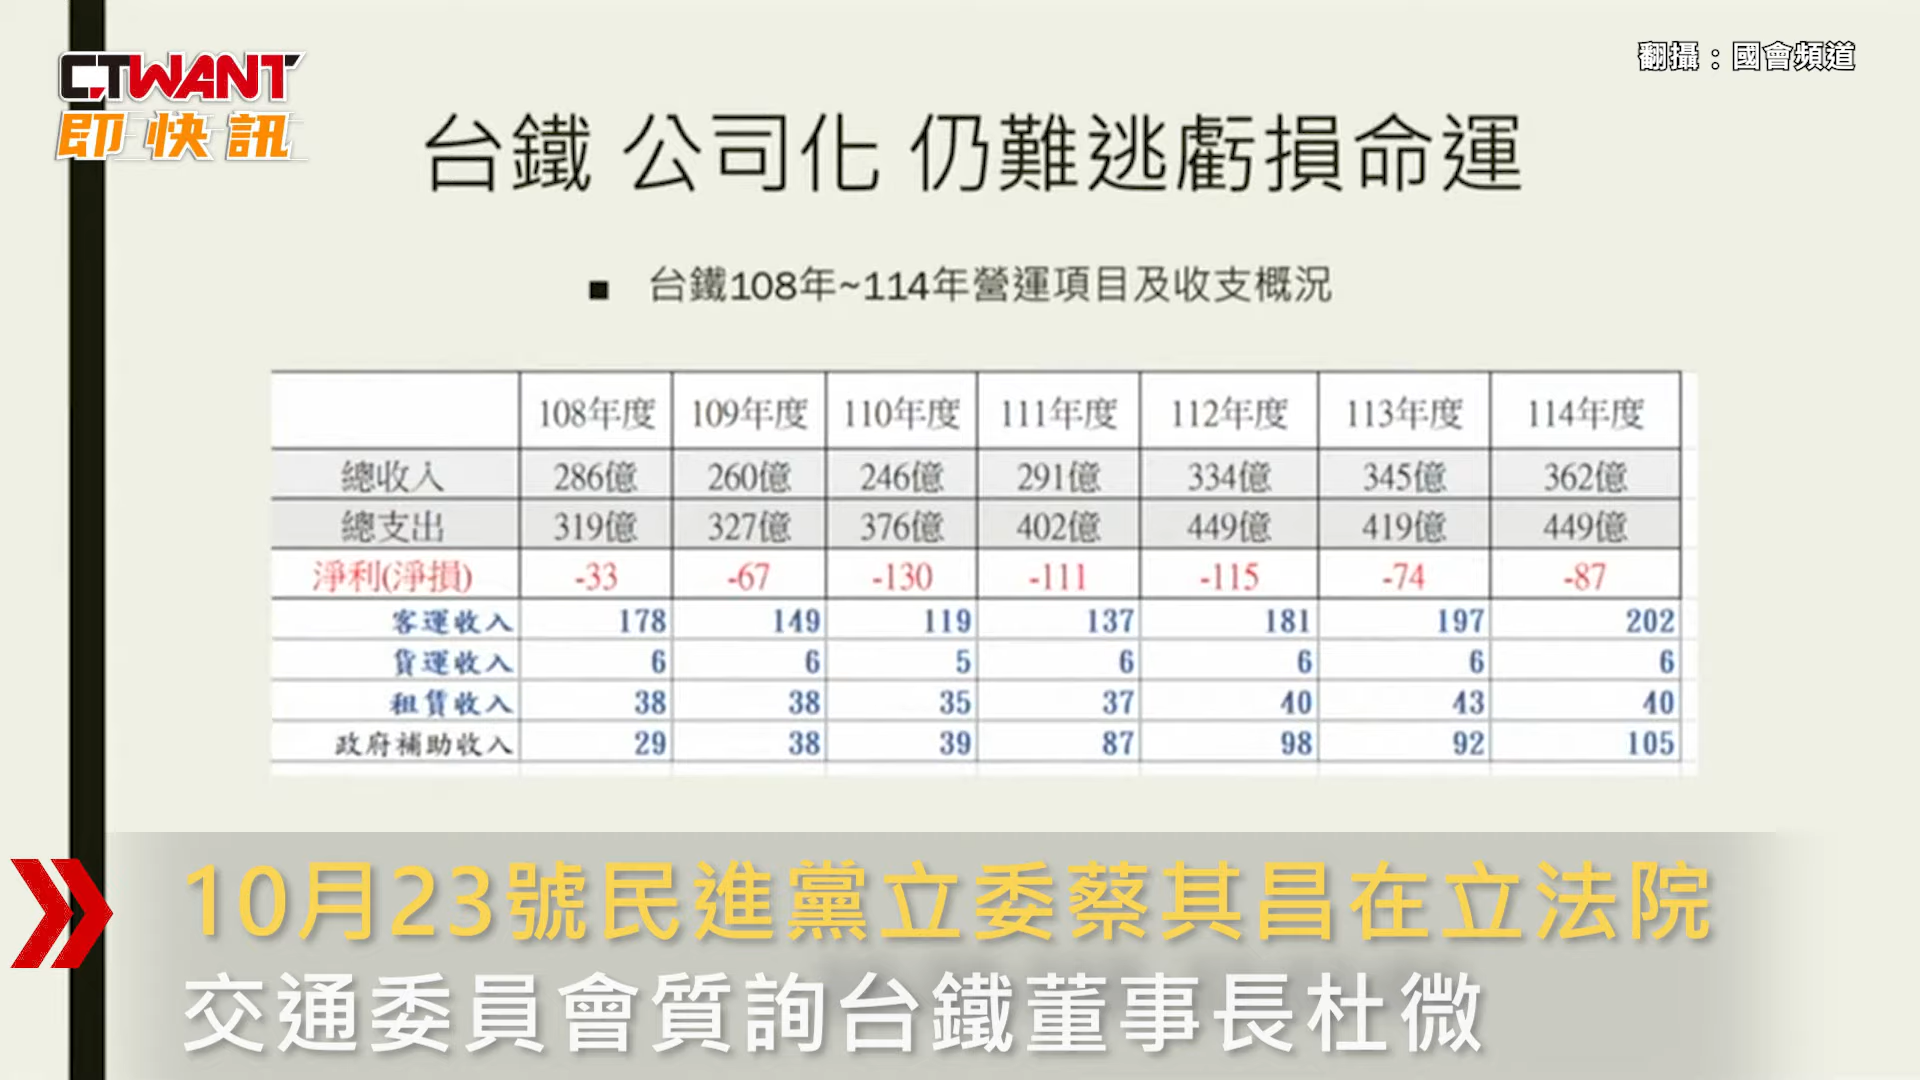 CTWANT
即快訊
翻攝：國會頻道
台鐵 公司化 仍難逃虧損命運
■ 台鐵108年~114年營運項目及收支概況
108年度 109年度 110年度 111年度 112年度 113年度 114年度
總收入 286億 260億 246億 291億 334億 345億 362億
總支出 319億 327億 376億 402億 449億 419億 449億
淨利(淨損) -33 -67 -130 -111 -115 -74 -87
客運收入 178 149 119 137 181 197 202
貨運收入 6 6 5 6 6 6 6
租賃收入 38 38 35 37 40 43 40
政府補助收入 29 38 39 87 98 92 105
10月23號民進黨立委蔡其昌在立法院
交通委員會質詢台鐵董事長杜微